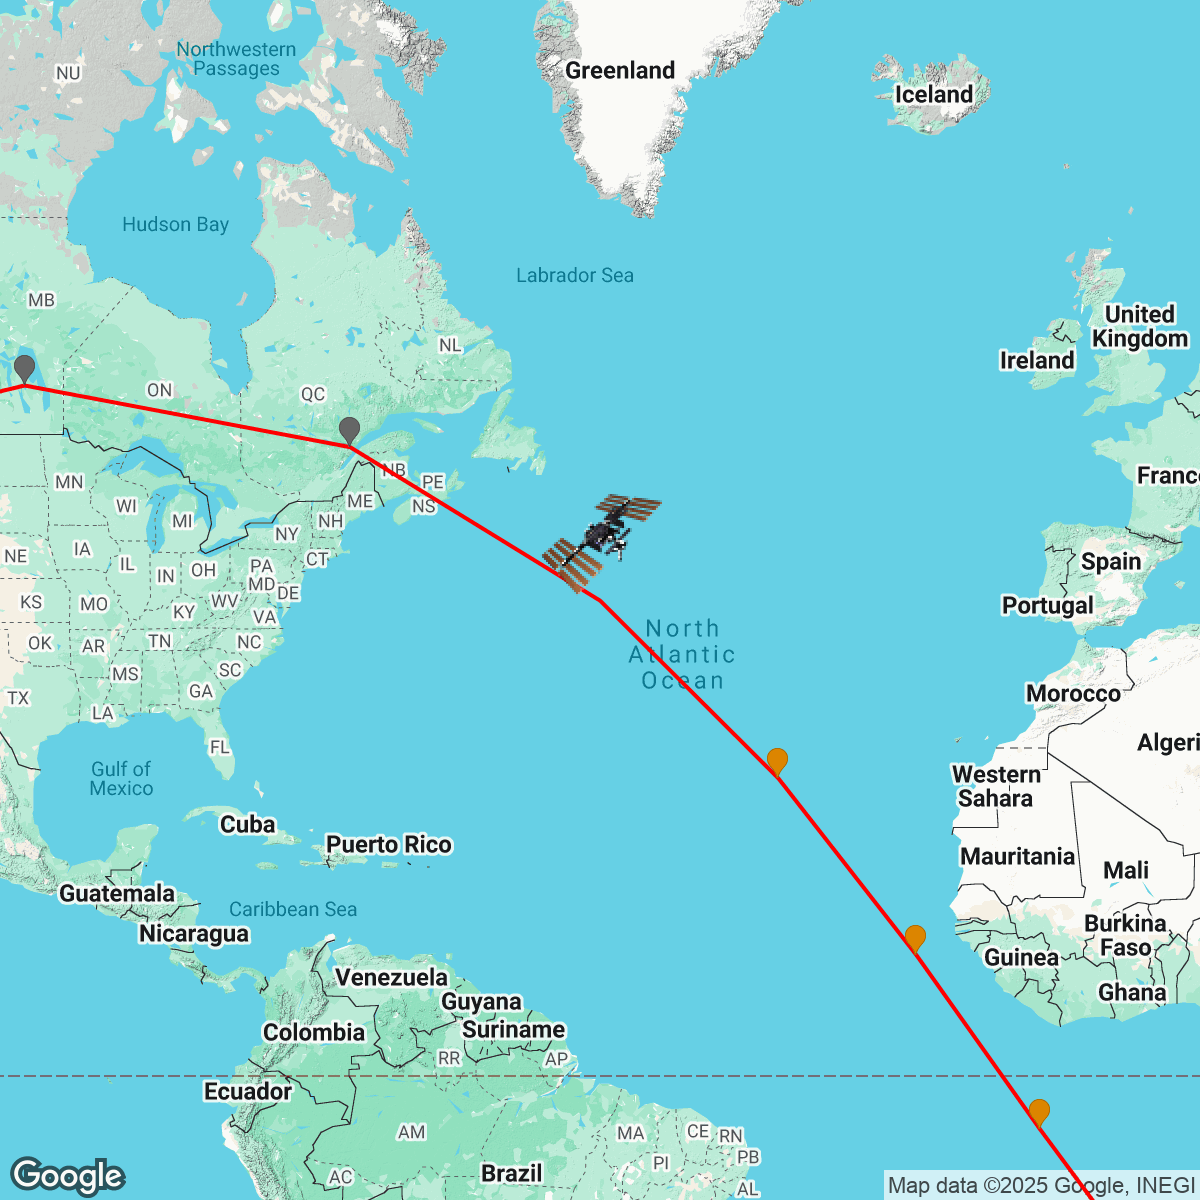 Northwestern
Passages
NU
Greenland
Iceland
Hudson Bay
Labrador Sea
MB
United
Kingdom
NL
Ireland
ON
QC
NB
France
MN
PE
ME
NS
WI
MI
NH
NY
NE
IA
IL
OH
PA
CT
Spain
IN
MD
DE
KS
MO
KY
WV
VA
Portugal
OK
AR
TN
NC
North
Atlantic
Ocean
MS
SC
TX
GA
Morocco
LA
FL
Algeri
Gulf of
Mexico
Western
Sahara
Cuba
Puerto Rico
Mauritania
Mali
Guatemala
Caribbean Sea
Burkina
Faso
Nicaragua
Guinea
Venezuela
Ghana
Guyana
Colombia
Suriname
RR
AP
Ecuador
AM
MA
CE
RN
PB
PI
AC
Brazil
AL
Google
Map data ©2025 Google, INEGI